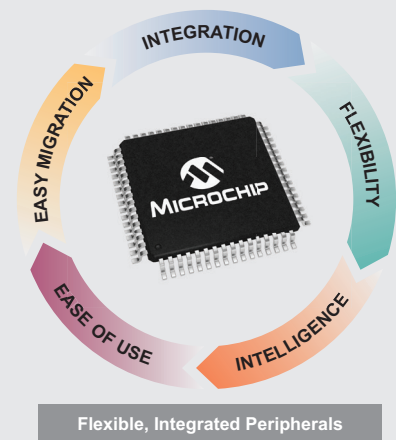 INTEGRATION
FLEXIBILITY
INTELLIGENCE
EASE OF USE
EASY MIGRATION
MICROCHIP
Flexible, Integrated Peripherals